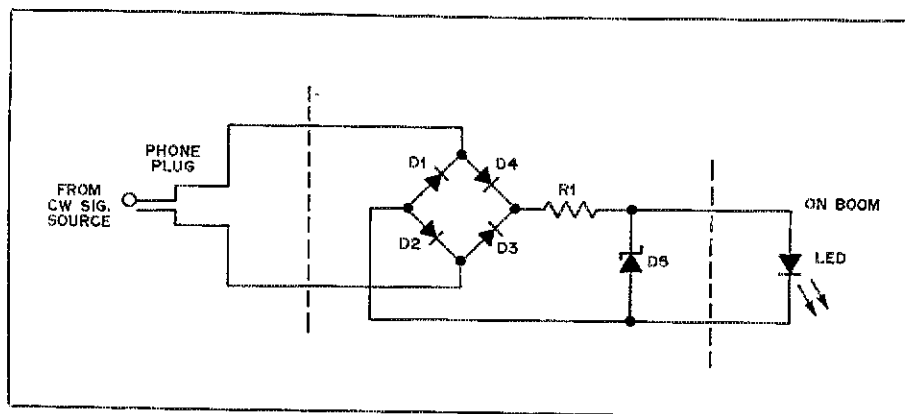 PHONE
PLUG
FROM
CW SIG.
SOURCE
D1
D4
D2
D3
R1
D5
ON BOOM
LED